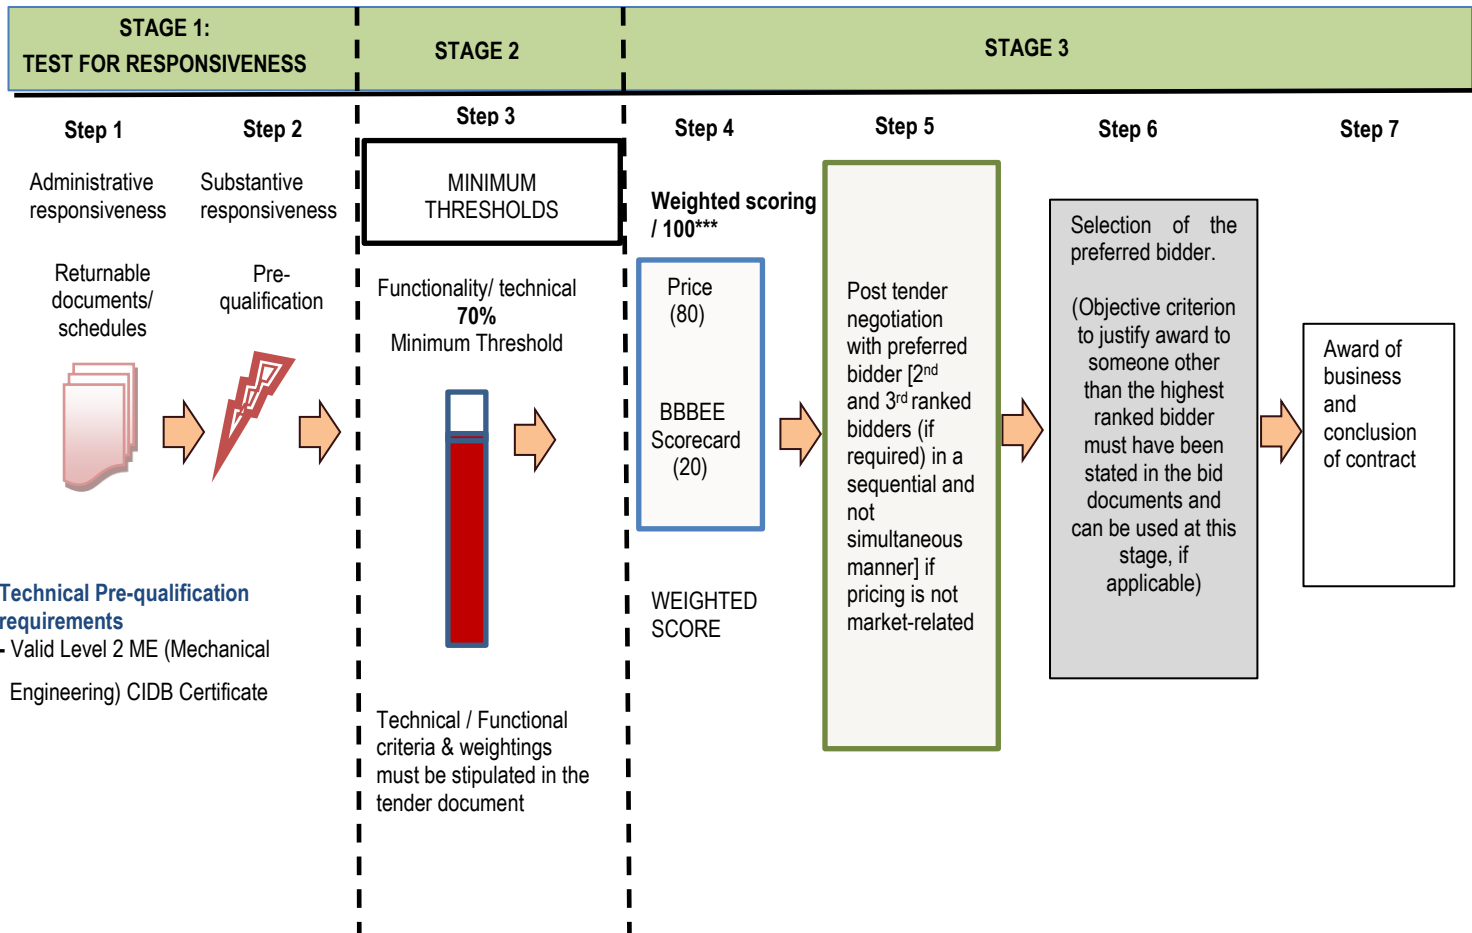 STAGE 1:
TEST FOR RESPONSIVENESS
STAGE 2
STAGE 3
Step 1
Administrative
responsiveness
Returnable
documents/
schedules
Step 2
Substantive
responsiveness
Pre-
qualification
Technical Pre-qualification
requirements
- Valid Level 2 ME (Mechanical
Engineering) CIDB Certificate
Step 3
MINIMUM
THRESHOLDS
Functionality/ technical
70%
Minimum Threshold
Technical / Functional
criteria & weightings
must be stipulated in the
tender document
Step 4
Weighted scoring
/ 100***
Price
(80)
BBBEE
Scorecard
(20)
WEIGHTED
SCORE
Step 5
Post tender
negotiation
with preferred
bidder [2nd
and 3rd ranked
bidders (if
required) in a
sequential and
not
simultaneous
manner] if
pricing is not
market-related
Step 6
Selection of the
preferred bidder.
(Objective criterion
to justify award to
someone other
than the highest
ranked bidder
must have been
stated in the bid
documents and
can be used at this
stage, if
applicable)
Step 7
Award of
business
and
conclusion
of contract